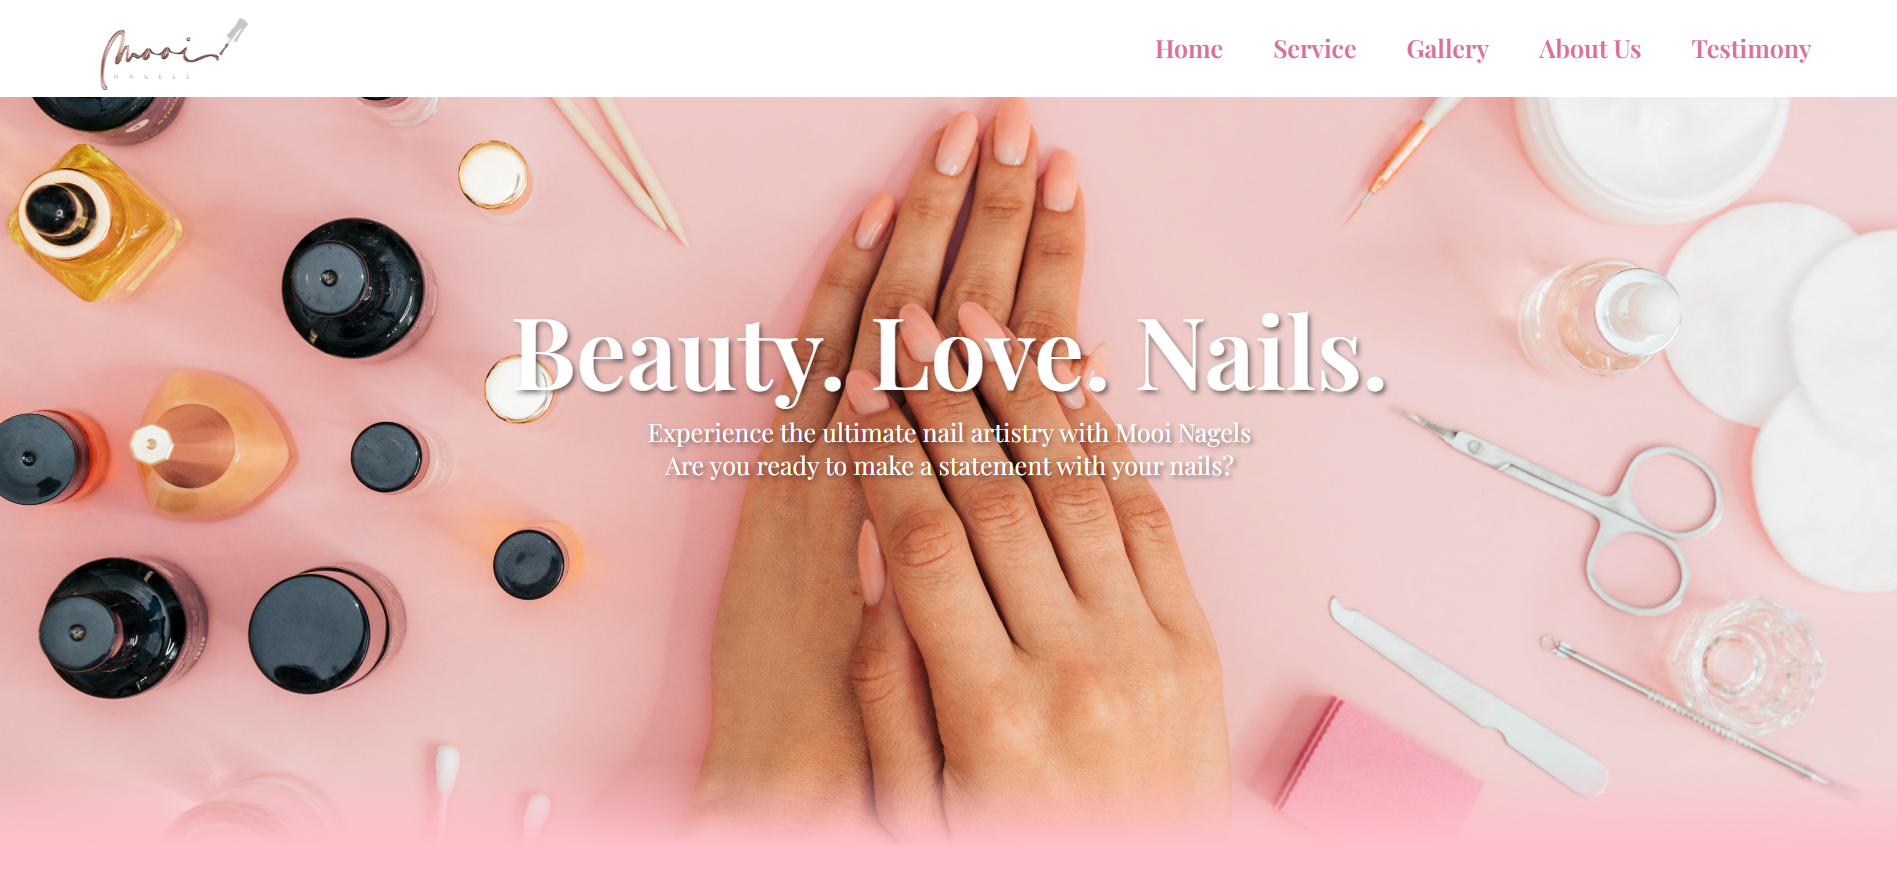 Mooi
NAGELS
Home Service Gallery About Us Testimony
Beauty. Love. Nails.
Experience the ultimate nail artistry with Mooi Nagels
Are you ready to make a statement with your nails?